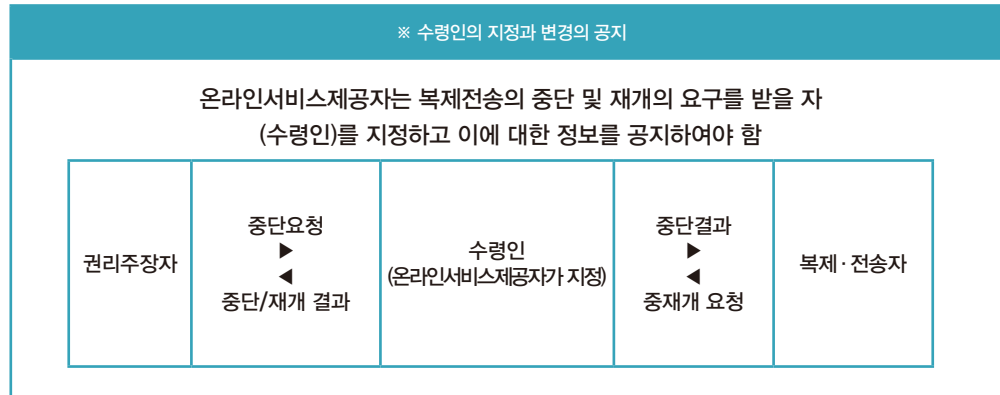 ※ 수령인의 지정과 변경의 공지
온라인서비스제공자는 복제전송의 중단 및 재개의 요구를 받을 자
(수령인)를 지정하고 이에 대한 정보를 공지하여야 함
권리주장자
중단요청
▶
◀
중단/재개 결과
수령인
(온라인서비스제공자가 지정)
중단결과
▶
◀
중재개 요청
복제·전송자